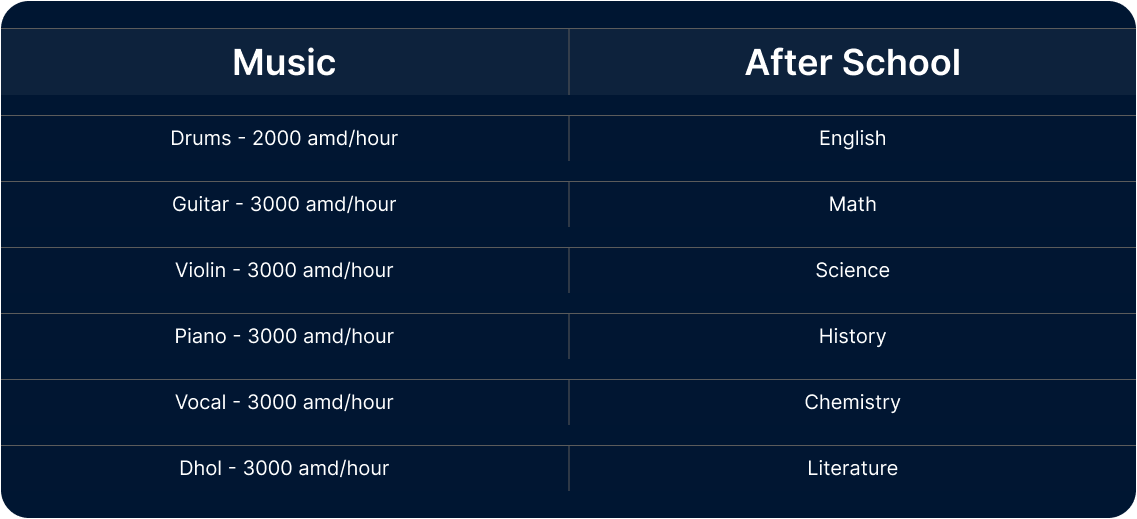 Music After School
Drums - 2000 amd/hour English
Guitar - 3000 amd/hour Math
Violin - 3000 amd/hour Science
Piano - 3000 amd/hour History
Vocal - 3000 amd/hour Chemistry
Dhol - 3000 amd/hour Literature